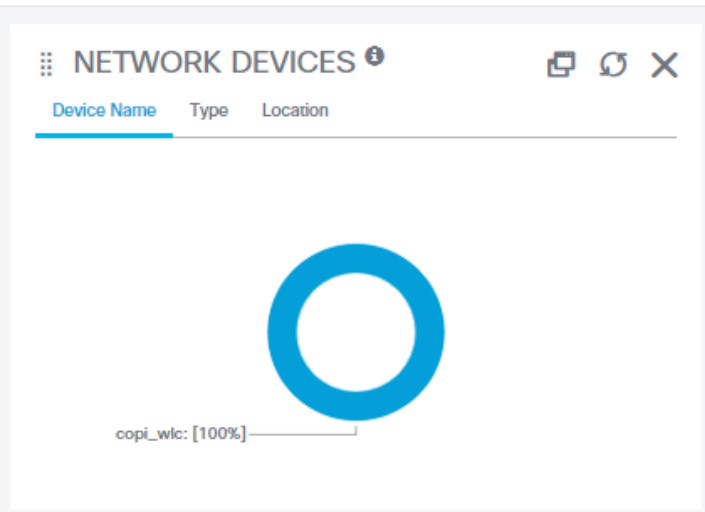 NETWORK DEVICES
Device Name Type Location
copi_wlc: [100%]